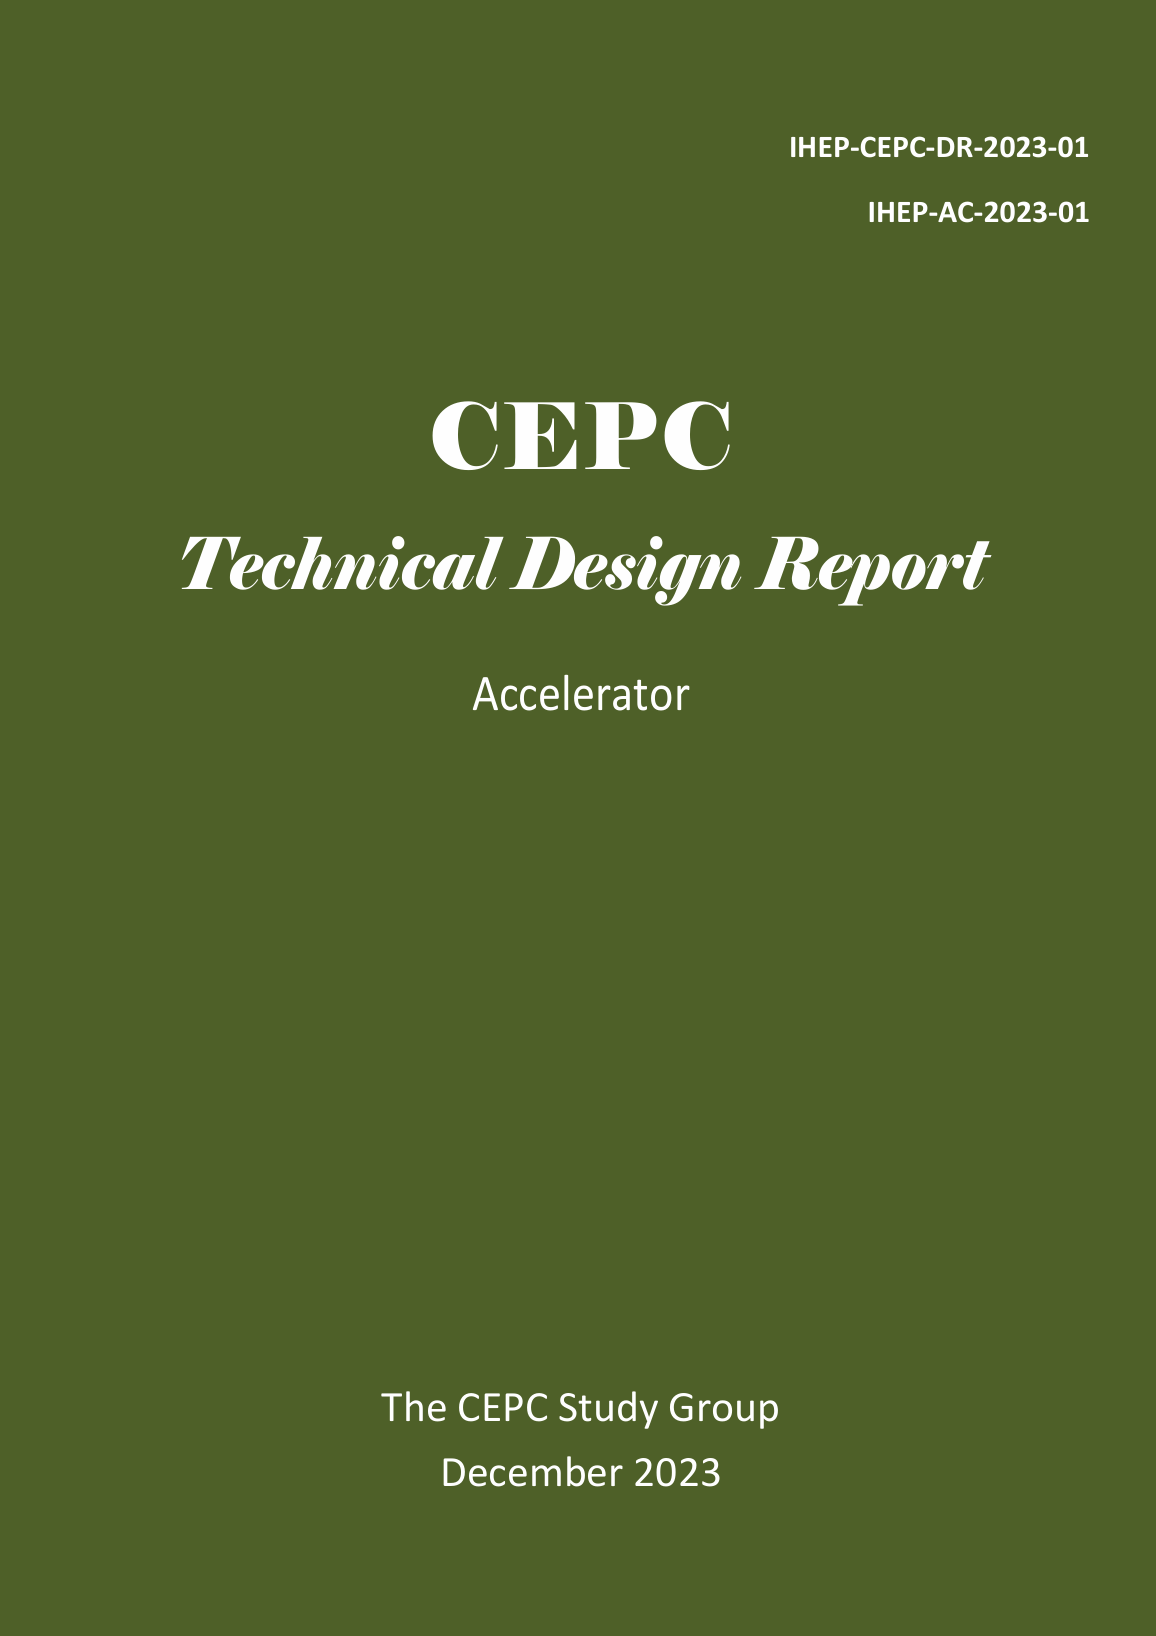 IHEP-CEPC-DR-2023-01
IHEP-AC-2023-01
CEPC
Technical Design Report
Accelerator
The CEPC Study Group
December 2023